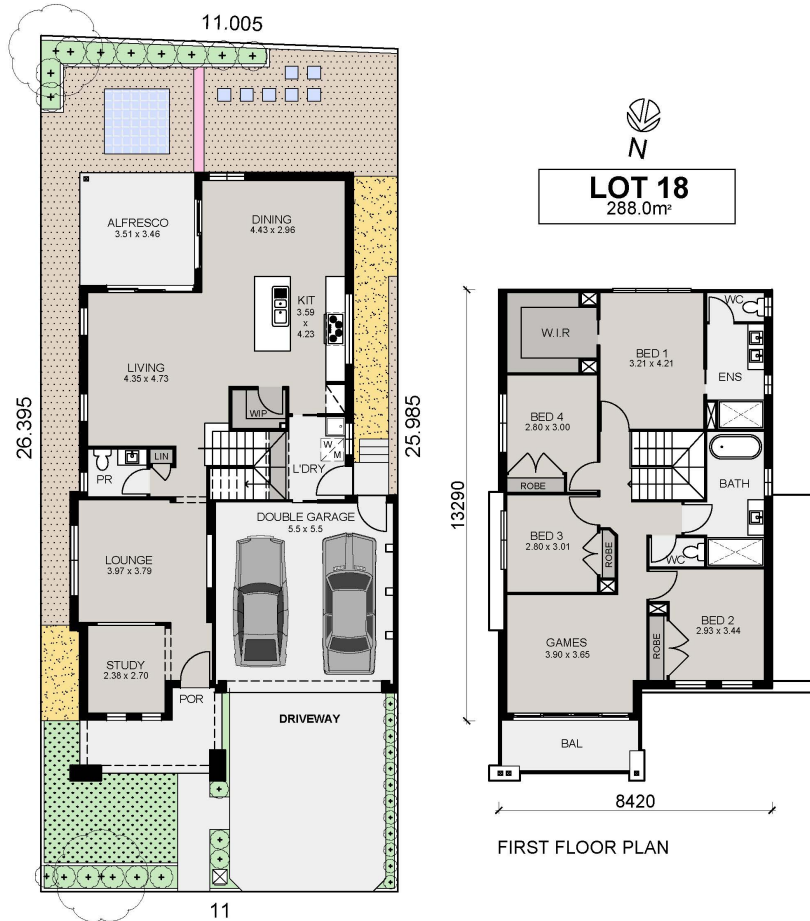 11.005
N
LOT 18
288.0m²
ALFRESCO
3.51 x 3.46
DINING
4.43 x 2.96
KIT
3.59
x
4.23
LIVING
4.35 x 4.73
WIP
LIN
PR
W
M
L'DRY
26.395
25.985
DOUBLE GARAGE
5.5 x 5.5
LOUNGE
3.97 x 3.79
STUDY
2.38 x 2.70
POR
DRIVEWAY
11
W.I.R
BED 1
3.21 x 4.21
WC
ENS
BED 4
2.80 x 3.00
ROBE
BATH
13290
BED 3
2.80 x 3.01
ROBE
WC
BED 2
2.93 x 3.44
ROBE
GAMES
3.90 x 3.65
BAL
8420
FIRST FLOOR PLAN